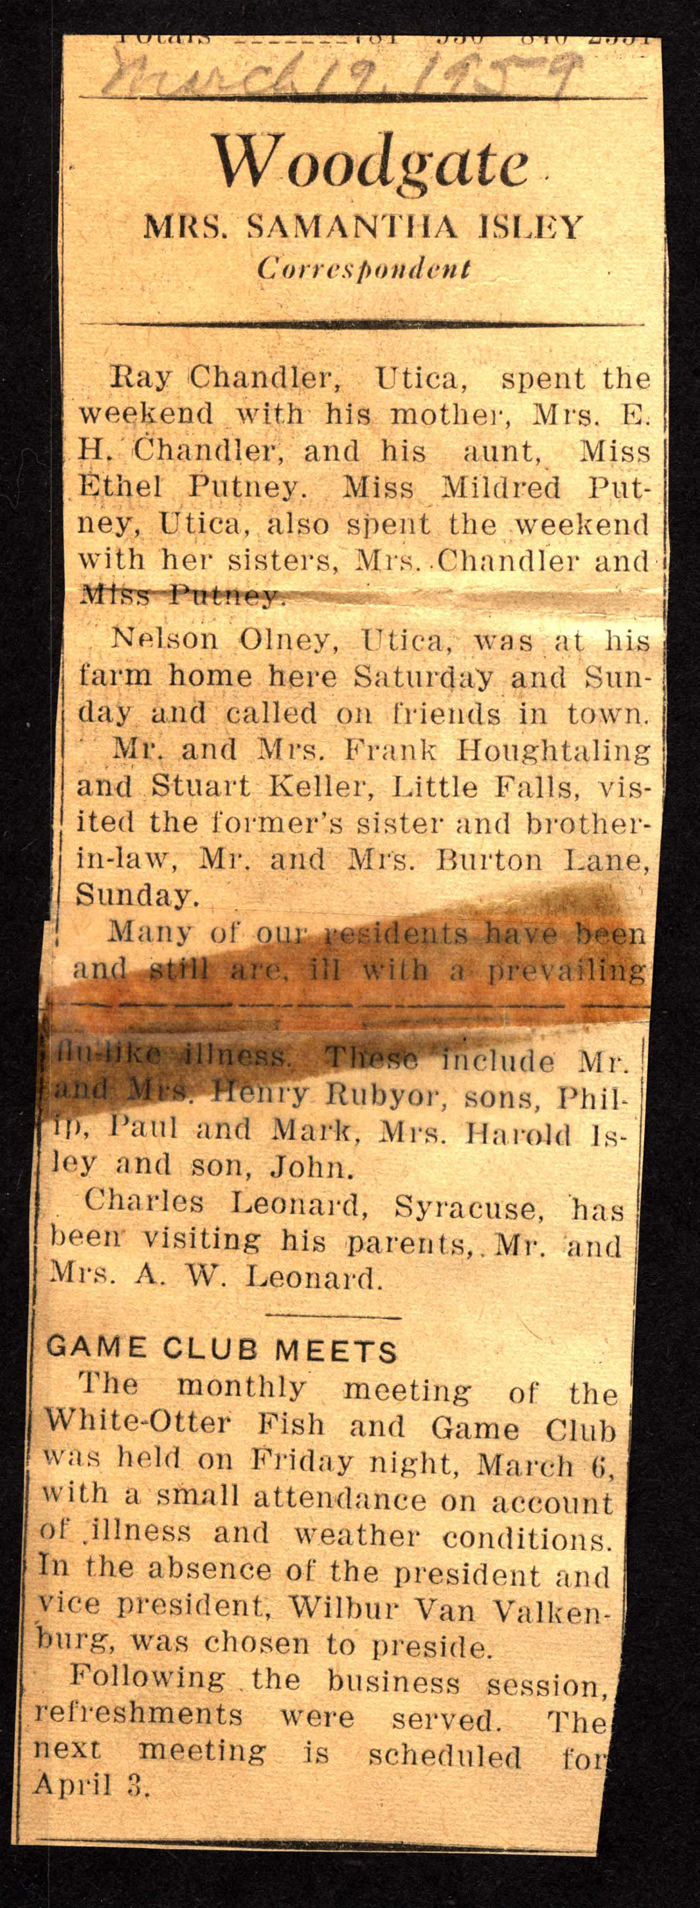 Totals
March 19, 1959
Woodgate
MRS. SAMANTHA ISLEY
Correspondent
Ray Chandler, Utica, spent the
weekend with his mother, Mrs. E.
H. Chandler, and his aunt, Miss
Ethel Putney. Miss Mildred Put-
ney, Utica, also spent the weekend
with her sisters, Mrs. Chandler and
Miss Putney.
Nelson Olney, Utica, was at his
farm home here Saturday and Sun-
day and called on friends in town.
Mr. and Mrs. Frank Houghtaling
and Stuart Keller, Little Falls, vis-
ited the former's sister and brother-
in-law, Mr. and Mrs. Burton Lane,
Sunday.
Many of our residents have been
and still are, ill with a prevailing
flu-like illness. These include Mr.
and Mrs. Henry Rubyor, sons, Phil-
ip, Paul and Mark, Mrs. Harold Is-
ley and son, John.
Charles Leonard, Syracuse, has
been visiting his parents, Mr. and
Mrs. A. W. Leonard.
GAME CLUB MEETS
The monthly meeting of the
White-Otter Fish and Game Club
was held on Friday night, March 6,
with a small attendance on account
of illness and weather conditions.
In the absence of the president and
vice president, Wilbur Van Valken-
burg, was chosen to preside.
Following the business session,
refreshments were served. The
next meeting is scheduled for
April 3.